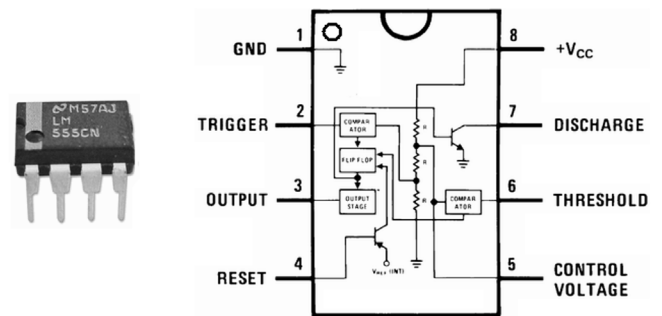 M57AJ
LM
555CN
1
GND
8
+VCC
2
TRIGGER
COMPAR
ATOR
7
DISCHARGE
FLIP FLOP
R
R
R
3
OUTPUT
OUTPUT
STAGE
COMPAR
ATOR
6
THRESHOLD
4
RESET
VREF (INT)
5
CONTROL
VOLTAGE